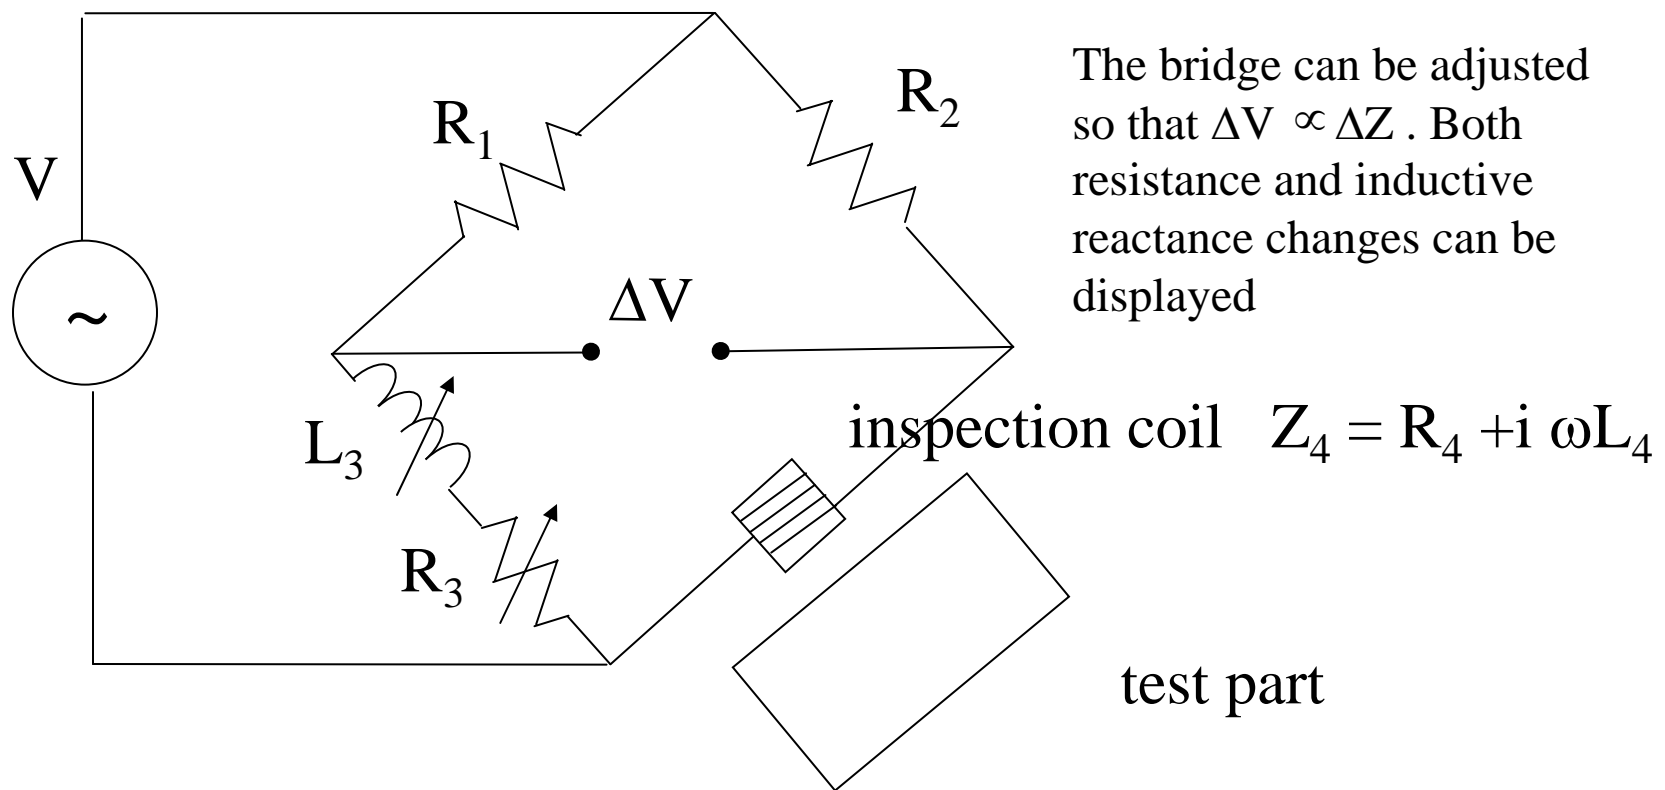 The bridge can be adjusted
so that ΔV ∝ ΔZ . Both
resistance and inductive
reactance changes can be
displayed
R₁
R₂
V
~
ΔV
L₃
inspection coil Z₄ = R₄ +i ωL₄
R₃
test part